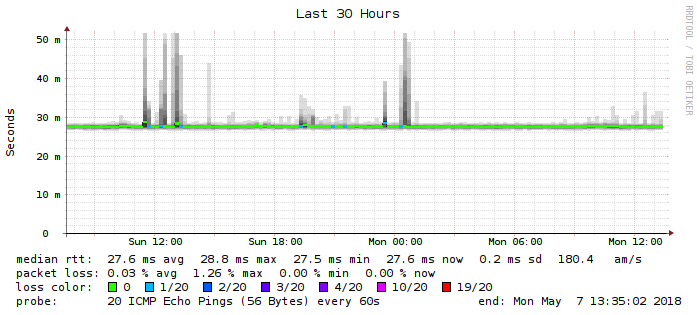 Last 30 Hours
RRDTOOL / TOBI OETIKER
Seconds
50 m
40 m
30 m
20 m
10 m
0
Sun 12:00 Sun 18:00 Mon 00:00 Mon 06:00 Mon 12:00
median rtt: 27.6 ms avg 28.8 ms max 27.5 ms min 27.6 ms now 0.2 ms sd 180.4 am/s
packet loss: 0.03 % avg 1.26 % max 0.00 % min 0.00 % now
loss color: 0 1/20 2/20 3/20 4/20 10/20 19/20
probe: 20 ICMP Echo Pings (56 Bytes) every 60s end: Mon May 7 13:35:02 2018